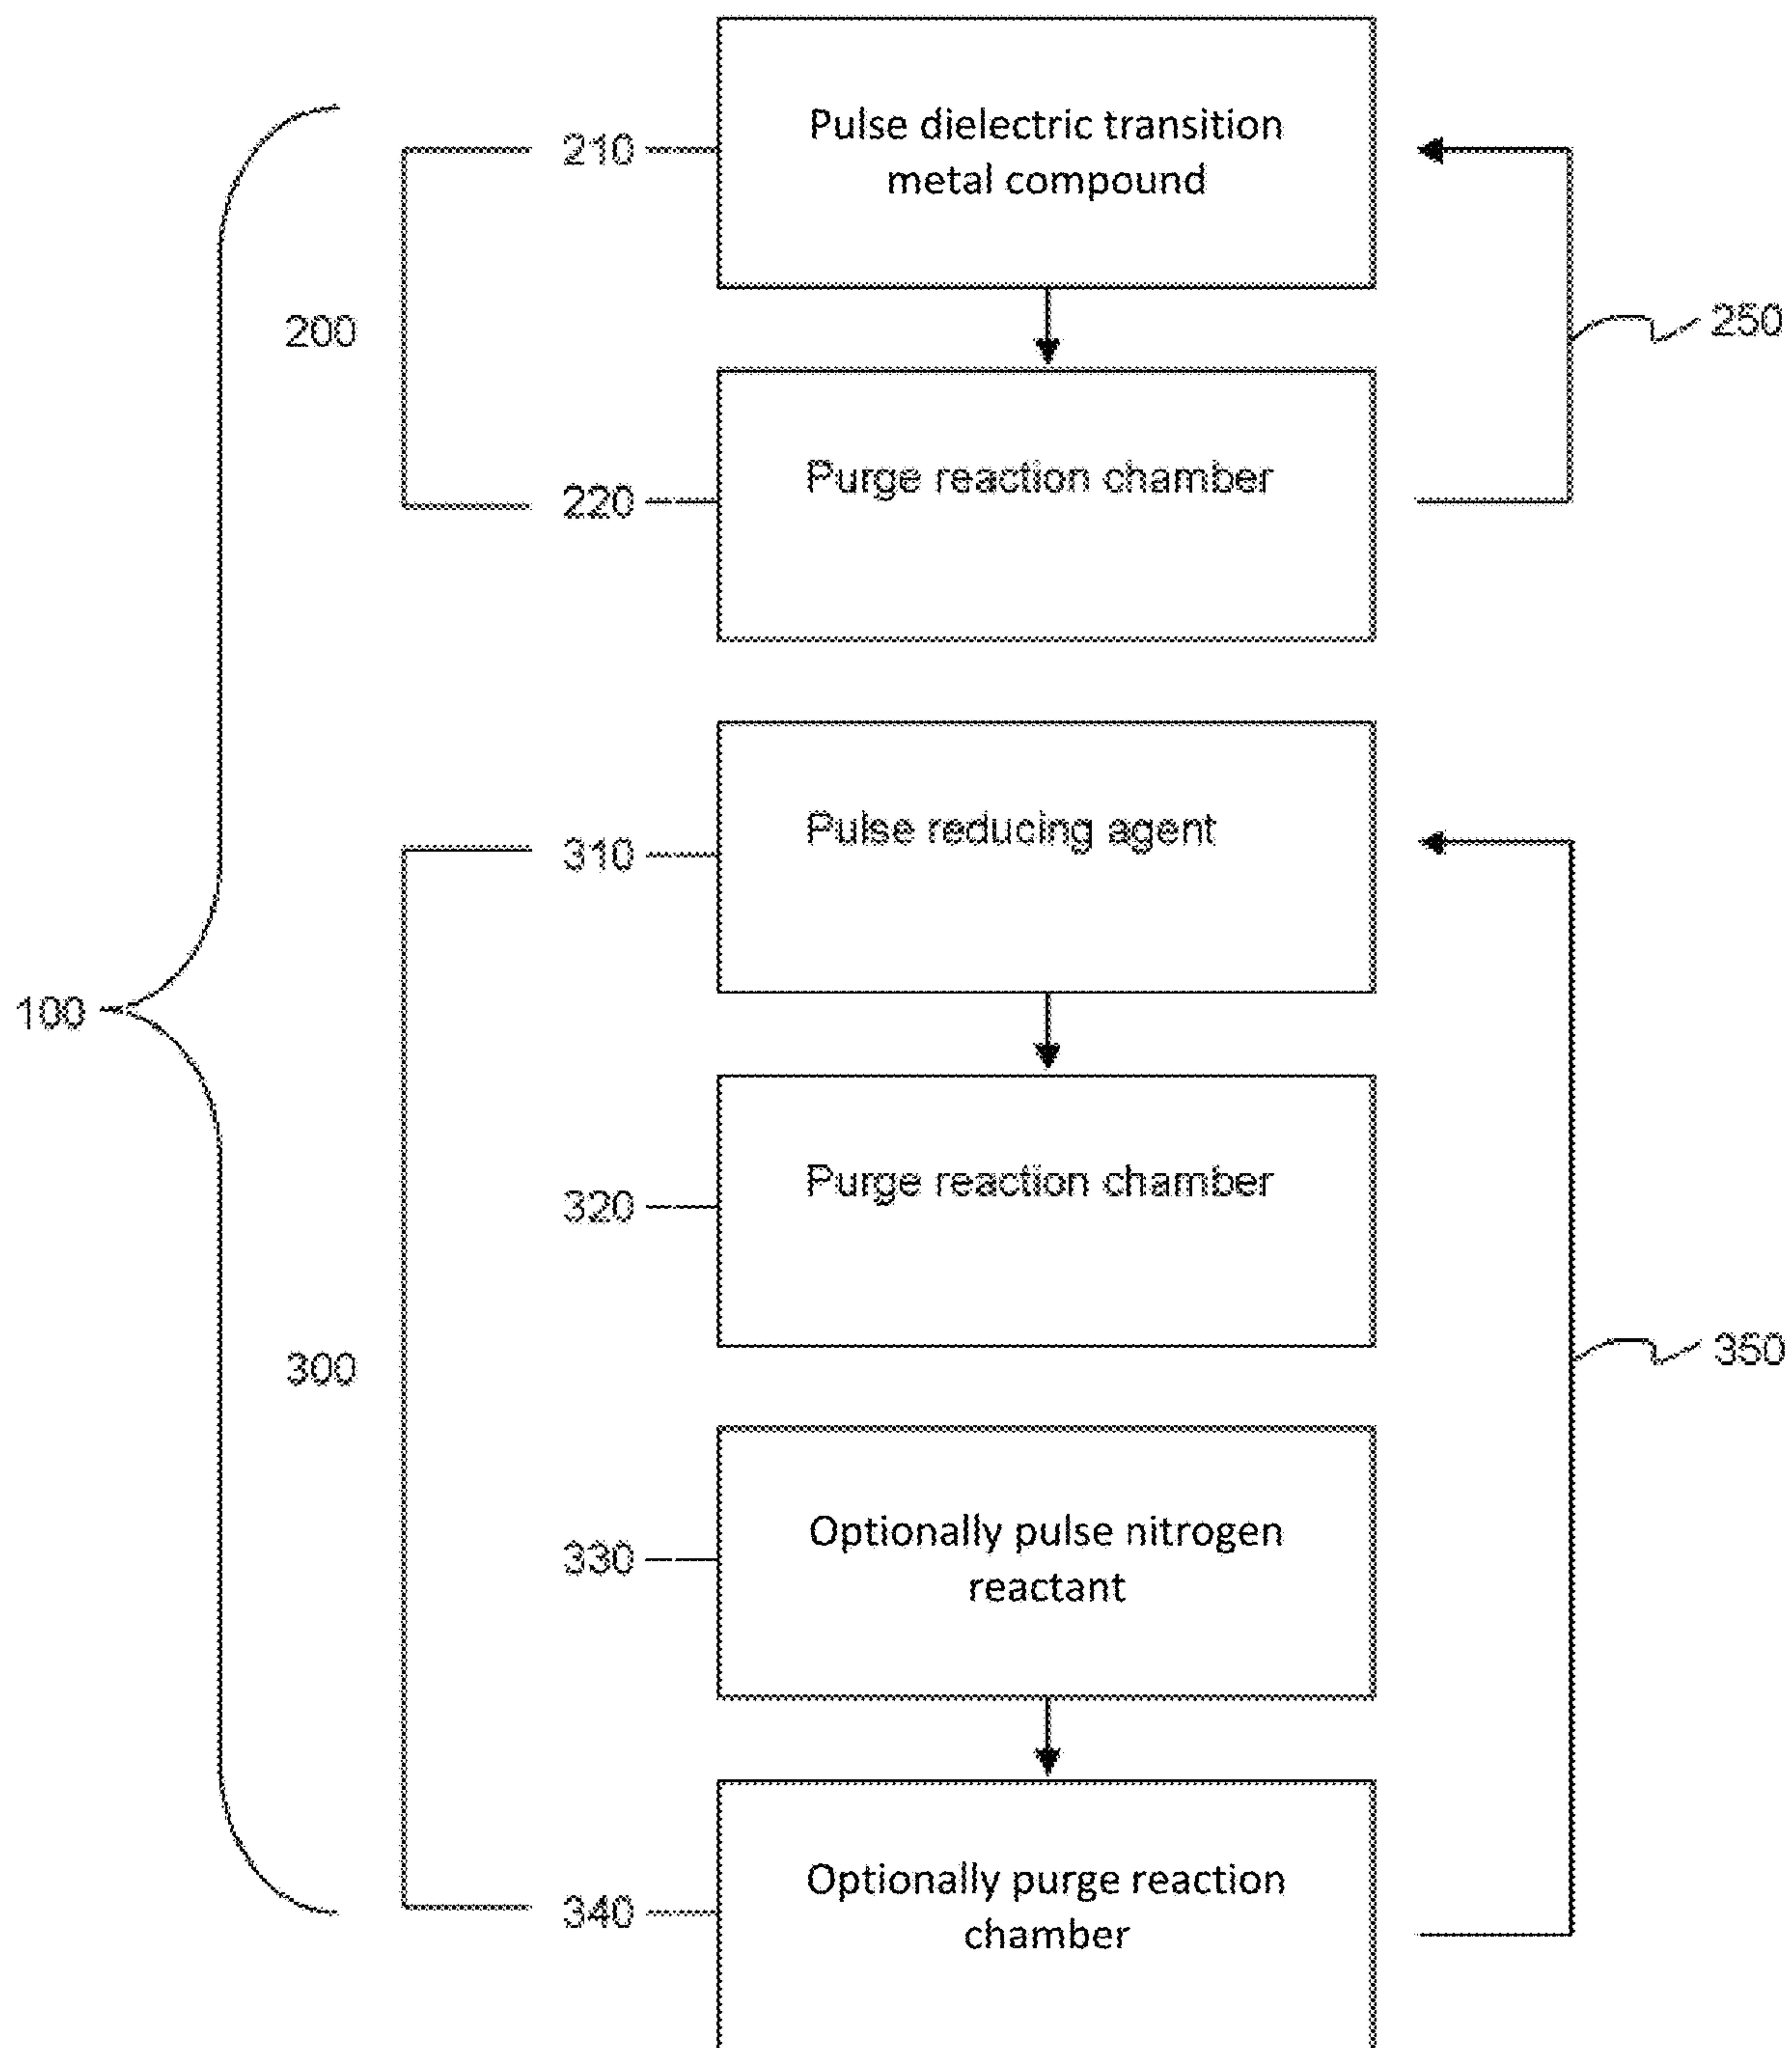 Pulse dielectric transition
metal compound
210
200
250
Purge reaction chamber
220
Pulse reducing agent
310
100
Purge reaction chamber
320
300
350
Optionally pulse nitrogen
reactant
330
Optionally purge reaction
chamber
340